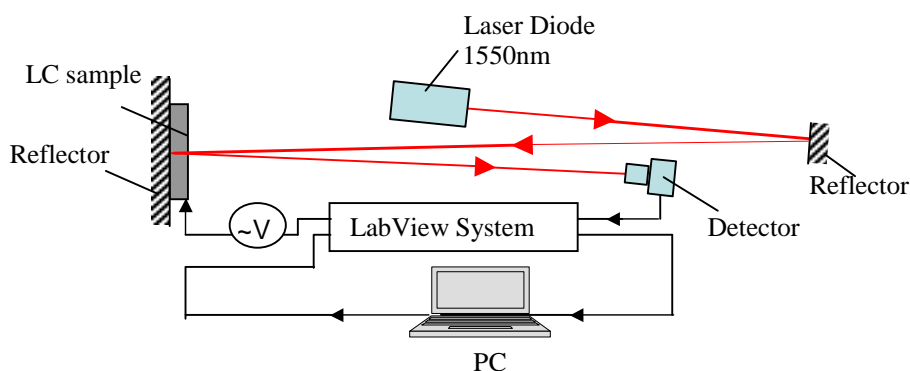 Laser Diode
1550nm
LC sample
Reflector
Reflector
Detector
~V
LabView System
PC